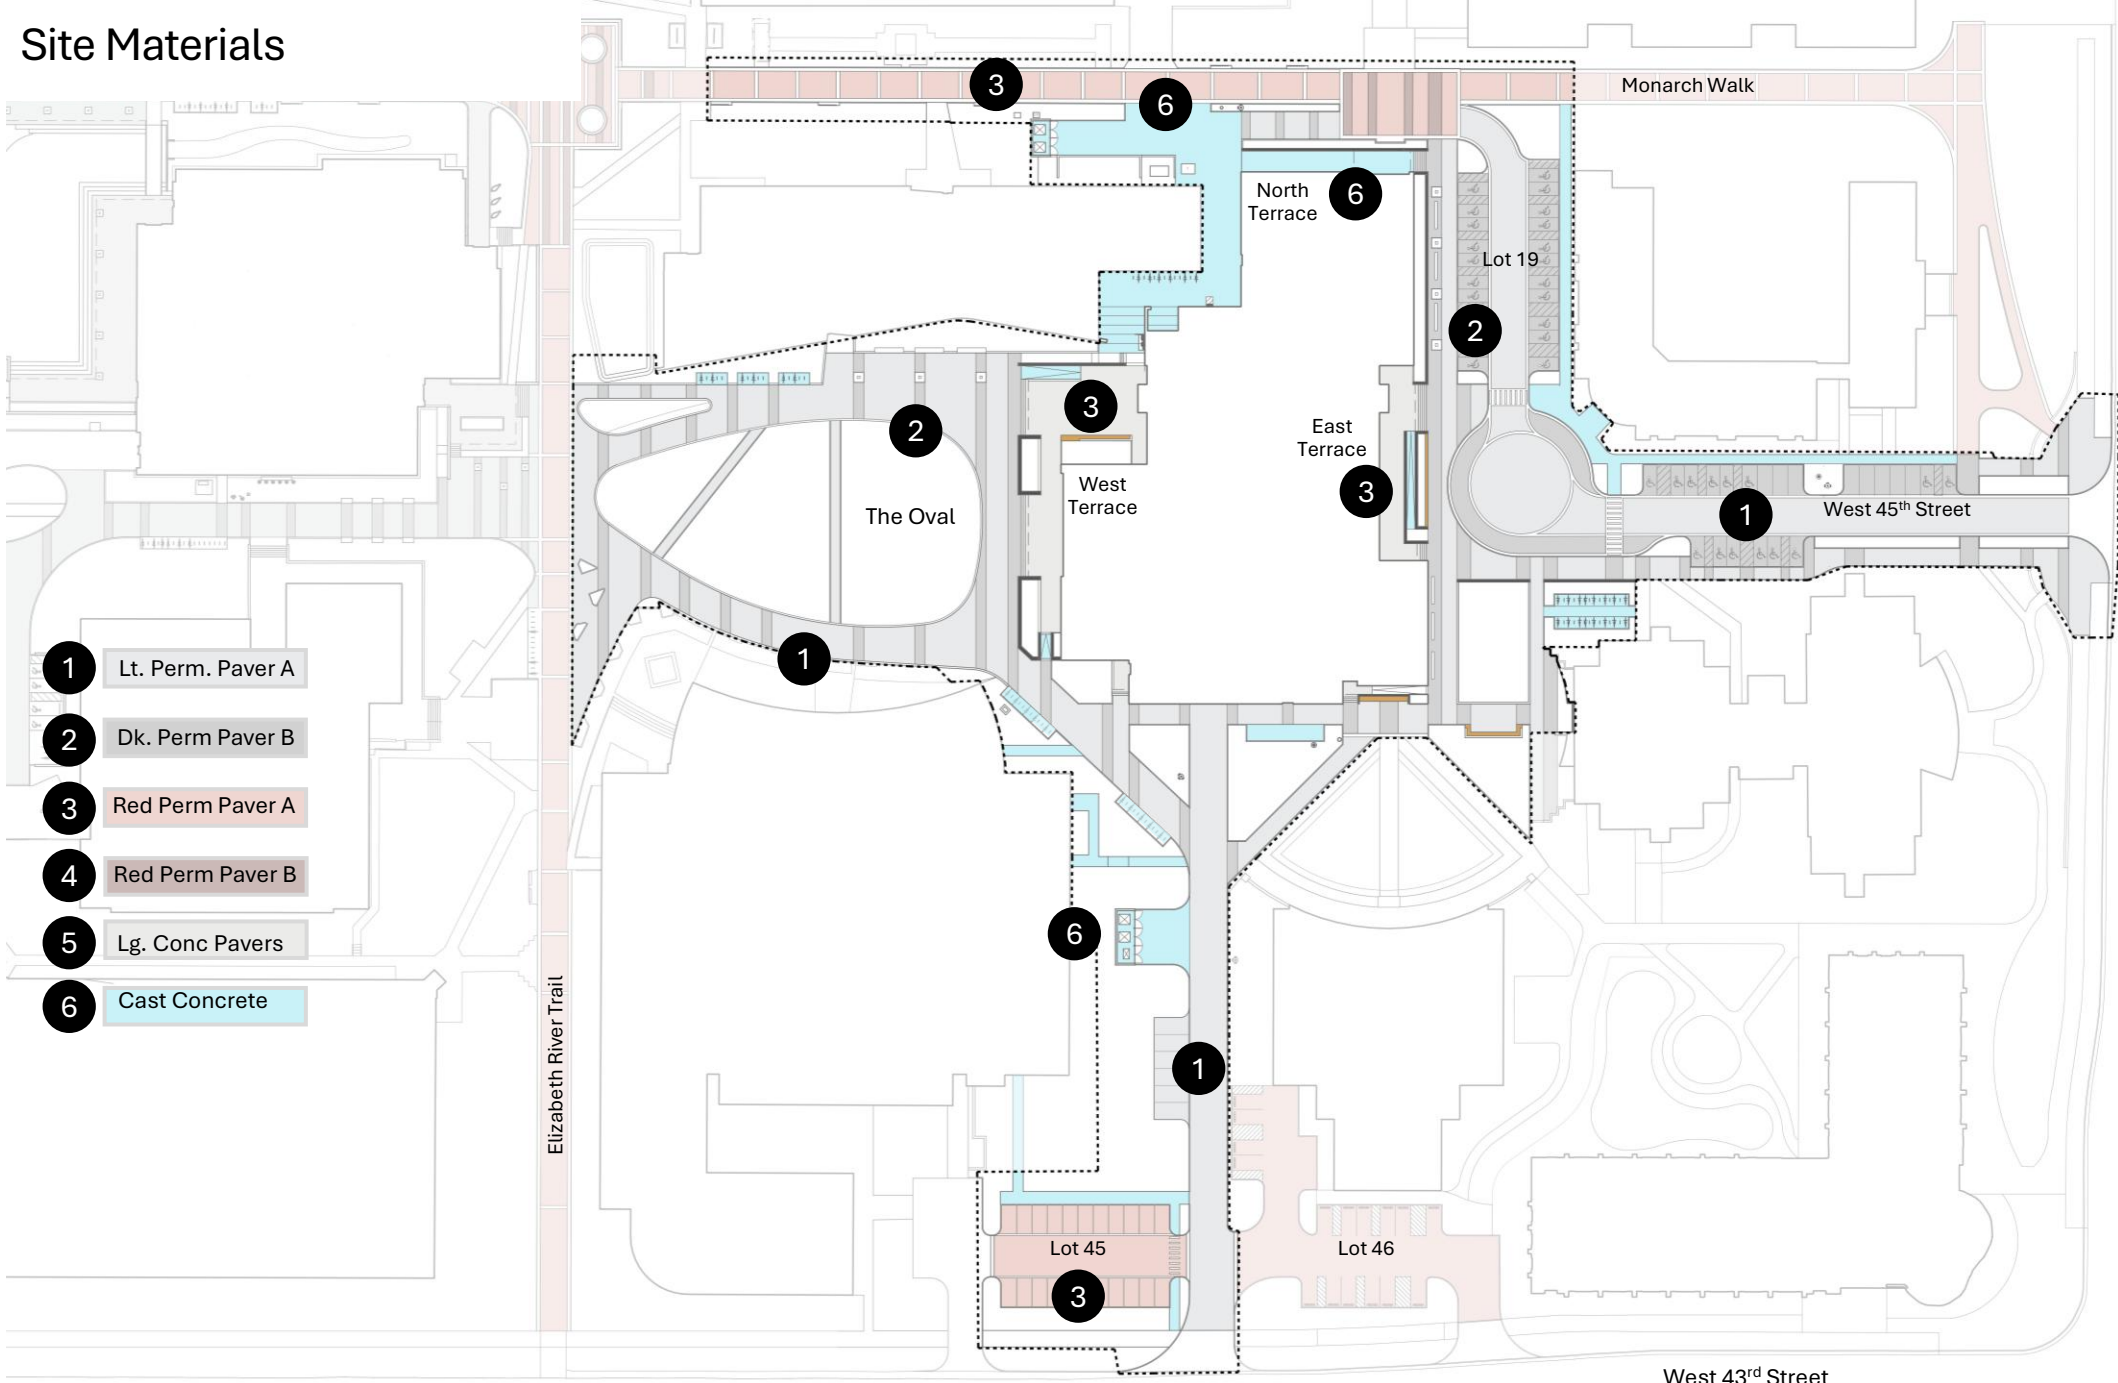 Site Materials
3
Monarch Walk
6
North
Terrace
6
Lot 19
2
3
2
East
Terrace
3
West
Terrace
The Oval
1
West 45th Street
1
1
Lt. Perm. Paver A
2
Dk. Perm Paver B
3
Red Perm Paver A
4
Red Perm Paver B
5
Lg. Conc Pavers
6
Cast Concrete
6
Elizabeth River Trail
1
Lot 45
Lot 46
3
West 43rd Street